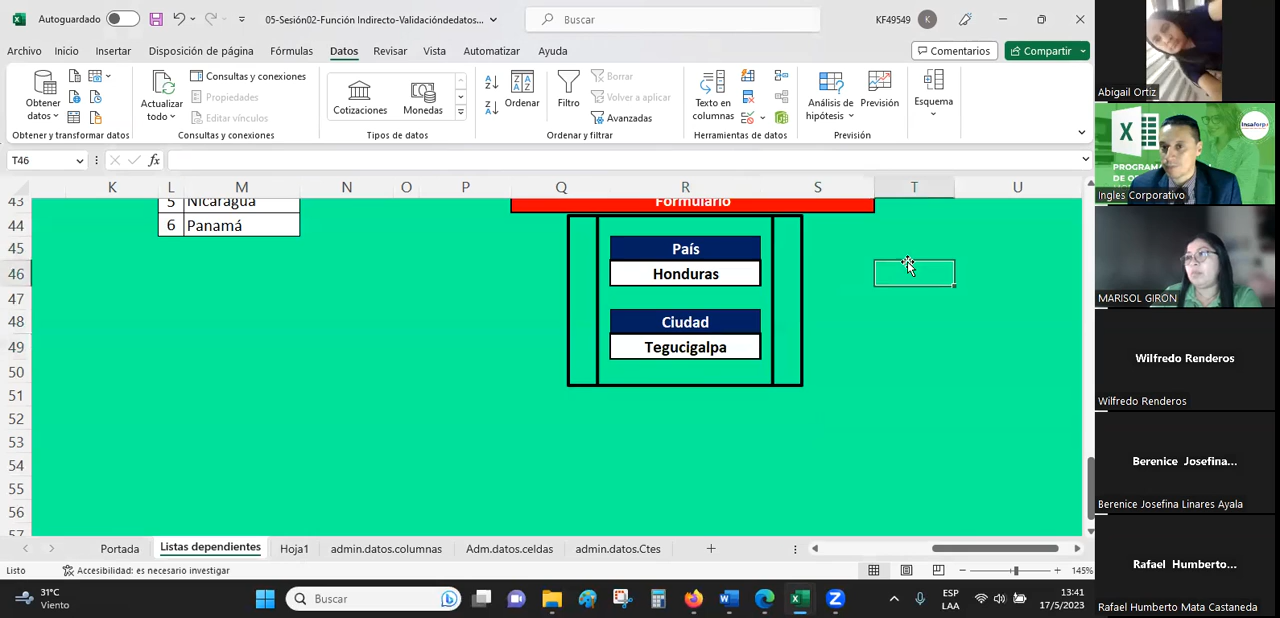 Autoguardado
05-Sesión02-Función Indirecto-Validacióndedatos...
Buscar
KF49549
K
Archivo
Inicio
Insertar
Disposición de página
Fórmulas
Datos
Revisar
Vista
Automatizar
Ayuda
Comentarios
Compartir
Obtener datos
Actualizar todo
Consultas y conexiones
Propiedades
Editar vínculos
Cotizaciones
Monedas
Ordenar
Filtro
Borrar
Volver a aplicar
Avanzadas
Texto en columnas
Análisis de hipótesis
Previsión
Esquema
Obtener y transformar datos
Consultas y conexiones
Tipos de datos
Ordenar y filtrar
Herramientas de datos
Previsión
T46
fx
K L M N O P Q R S T U
43 5 Nicaragua Formulario
44 6 Panamá
45 País
46 Honduras
47
48 Ciudad
49 Tegucigalpa
50
51
52
53
54
55
56
57
Portada
Listas dependientes
Hoja1
admin.datos.columnas
Adm.datos.celdas
admin.datos.Ctes
Listo
Accesibilidad: es necesario investigar
145%
31°C
Viento
Buscar
ESP
LAA
13:41
17/5/2023
Abigail Ortiz
Insaforp
PROGRAMA
DE O
Ingles Corporativo
MARISOL GIRON
Wilfredo Renderos
Wilfredo Renderos
Berenice Josefina...
Berenice Josefina Linares Ayala
Rafael Humberto...
Rafael Humberto Mata Castaneda